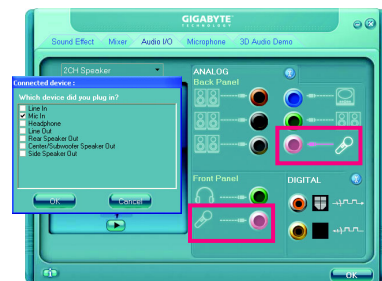 GIGABYTE
TECHNOLOGY
Sound Effect Mixer Audio I/O Microphone 3D Audio Demo
2CH Speaker
ANALOG
Back Panel
Connected device :
Which device did you plug in?
Line In
Mic In
Headphone
Line Out
Rear Speaker Out
Center/Subwoofer Speaker Out
Side Speaker Out
OK Cancel
Front Panel
DIGITAL
OK